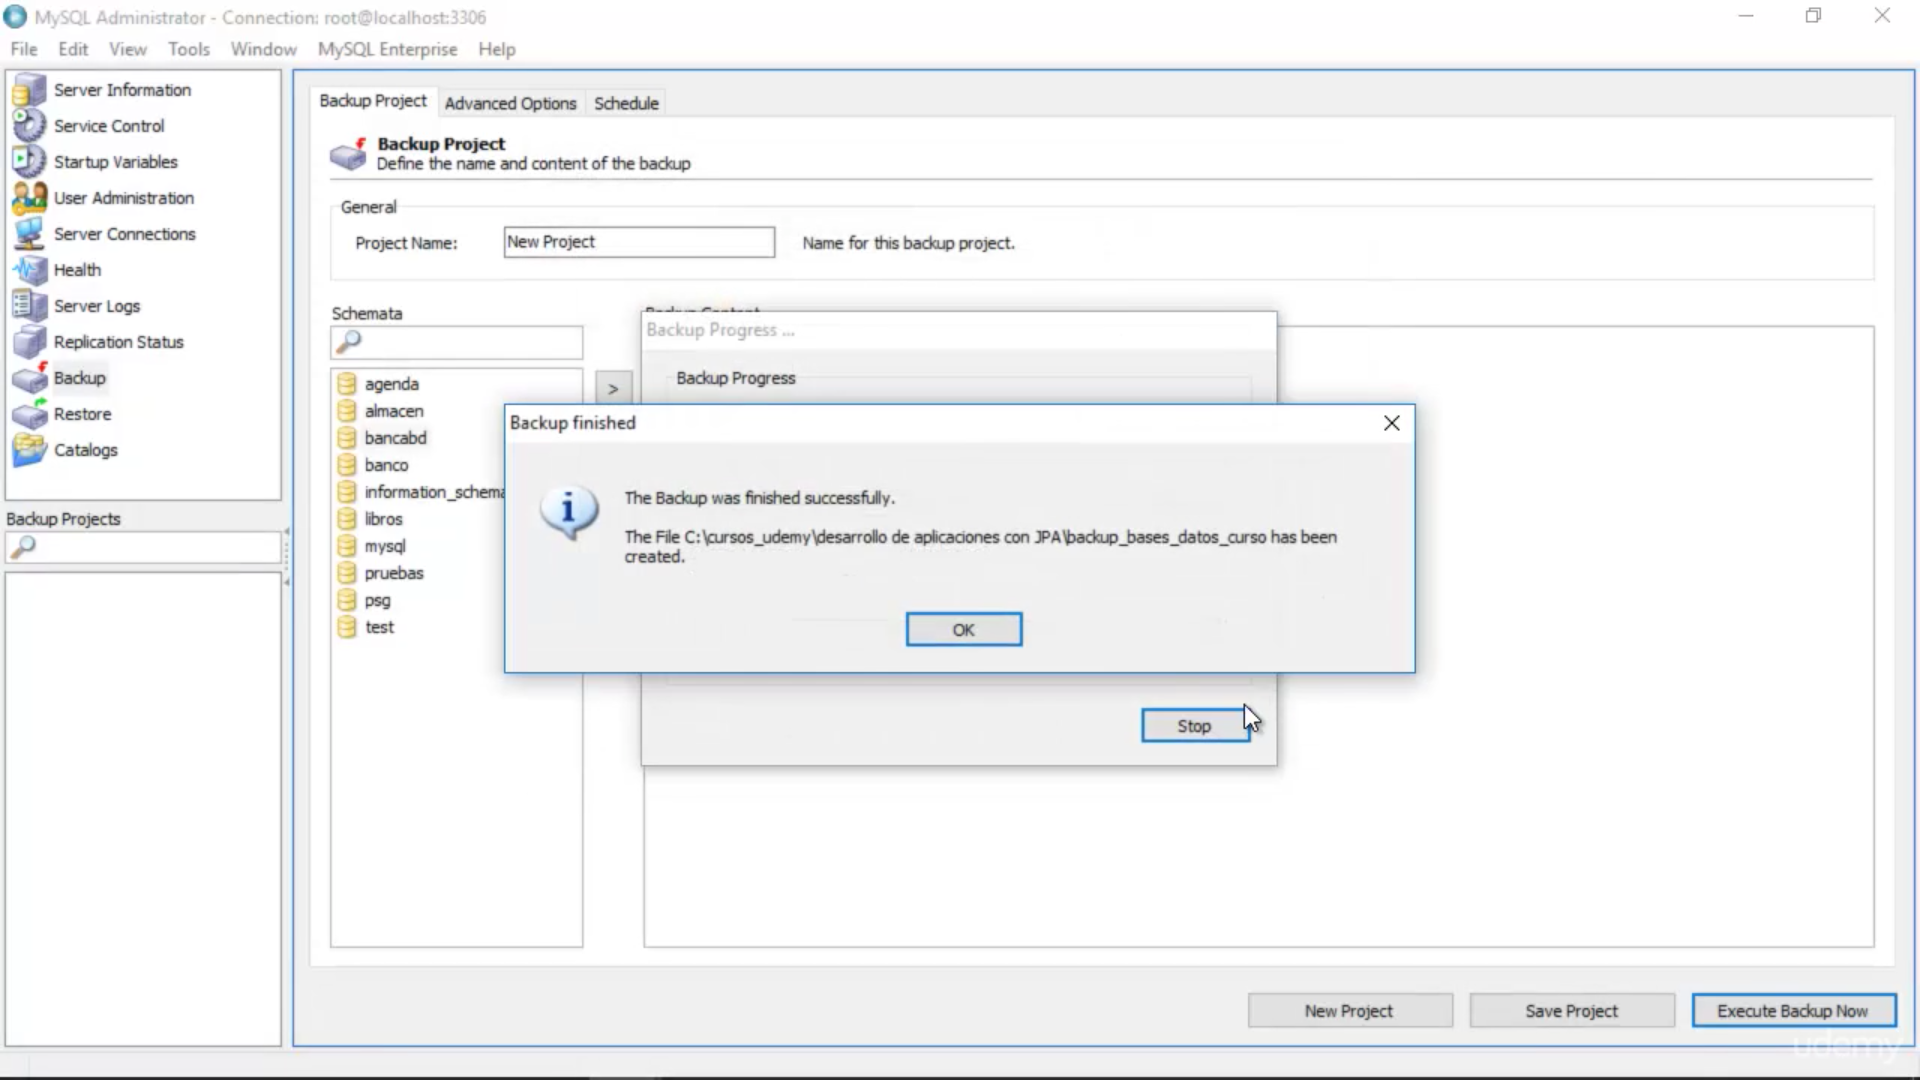 MySQL Administrator - Connection: root@localhost:3306
File Edit View Tools Window MySQL Enterprise Help
Server Information
Service Control
Startup Variables
User Administration
Server Connections
Health
Server Logs
Replication Status
Backup
Restore
Catalogs
Backup Projects
Backup Project Advanced Options Schedule
Backup Project
Define the name and content of the backup
General
Project Name: New Project Name for this backup project.
Schemata
agenda
almacen
bancabd
banco
information_schema
libros
mysql
pruebas
psg
test
>
Backup Content
Backup Progress ...
Backup Progress
Backup finished
The Backup was finished successfully.
The File C:\cursos_udemy\desarrollo de aplicaciones con JPA\backup_bases_datos_curso has been
created.
OK
Stop
New Project Save Project Execute Backup Now
udemy